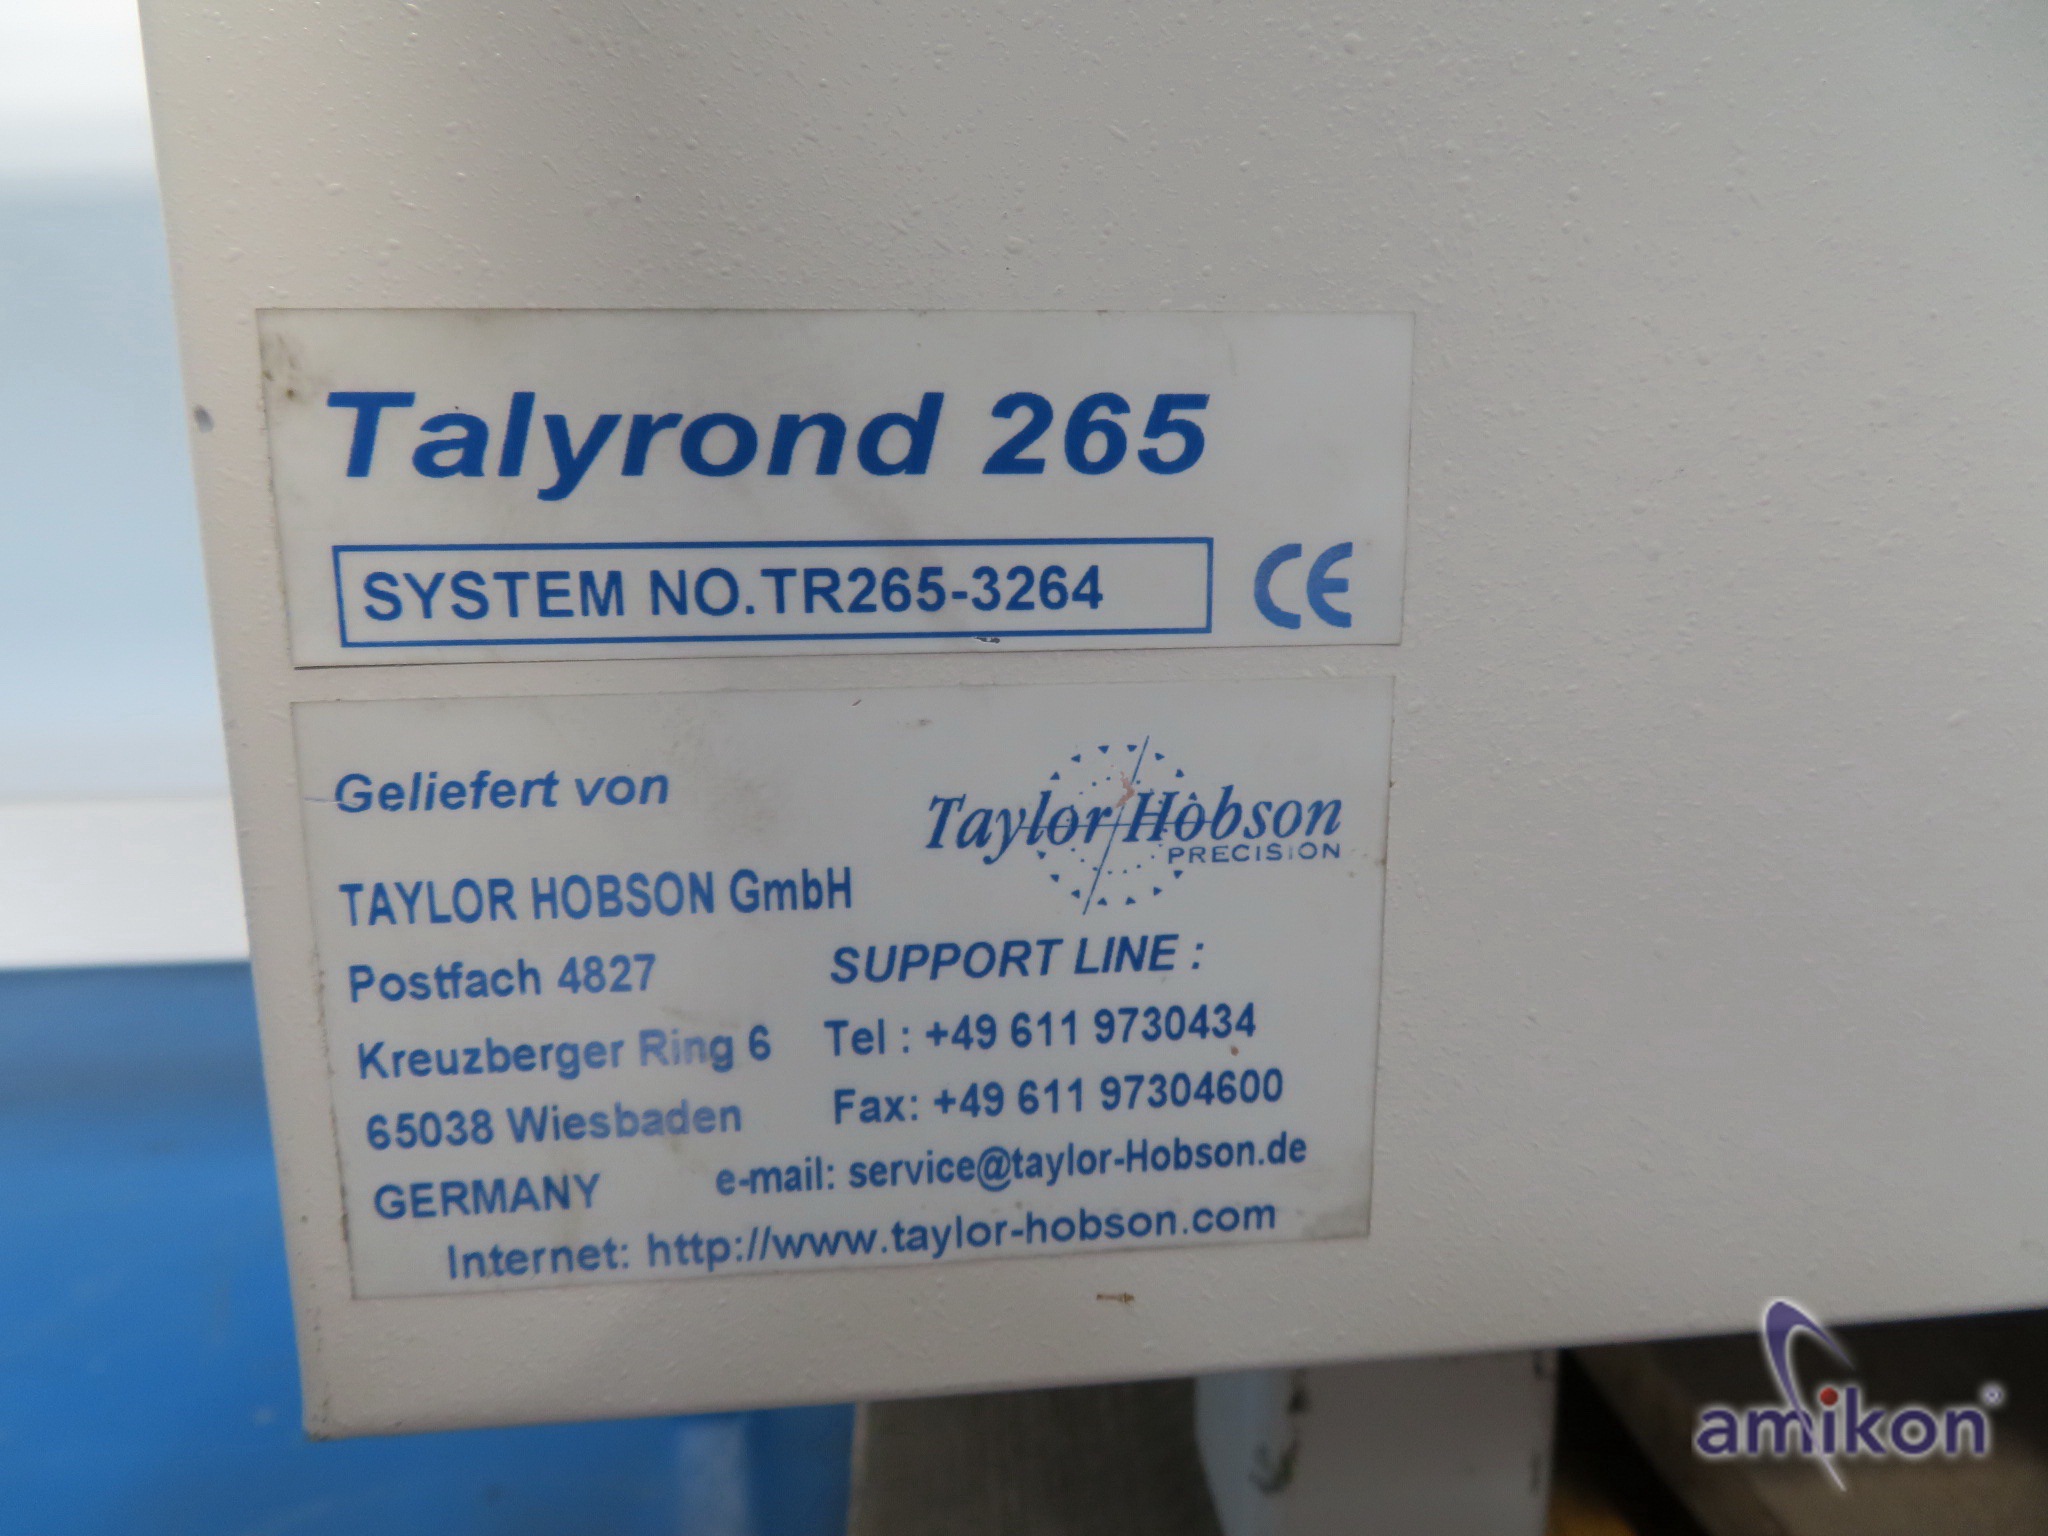 Talyrond 265
SYSTEM NO.TR265-3264
CE
Geliefert von
Taylor Hobson
PRECISION
TAYLOR HOBSON GmbH
Postfach 4827
Kreuzberger Ring 6
65038 Wiesbaden
GERMANY
SUPPORT LINE :
Tel : +49 611 9730434
Fax: +49 611 97304600
e-mail: service@taylor-Hobson.de
Internet: http://www.taylor-hobson.com
amikon®